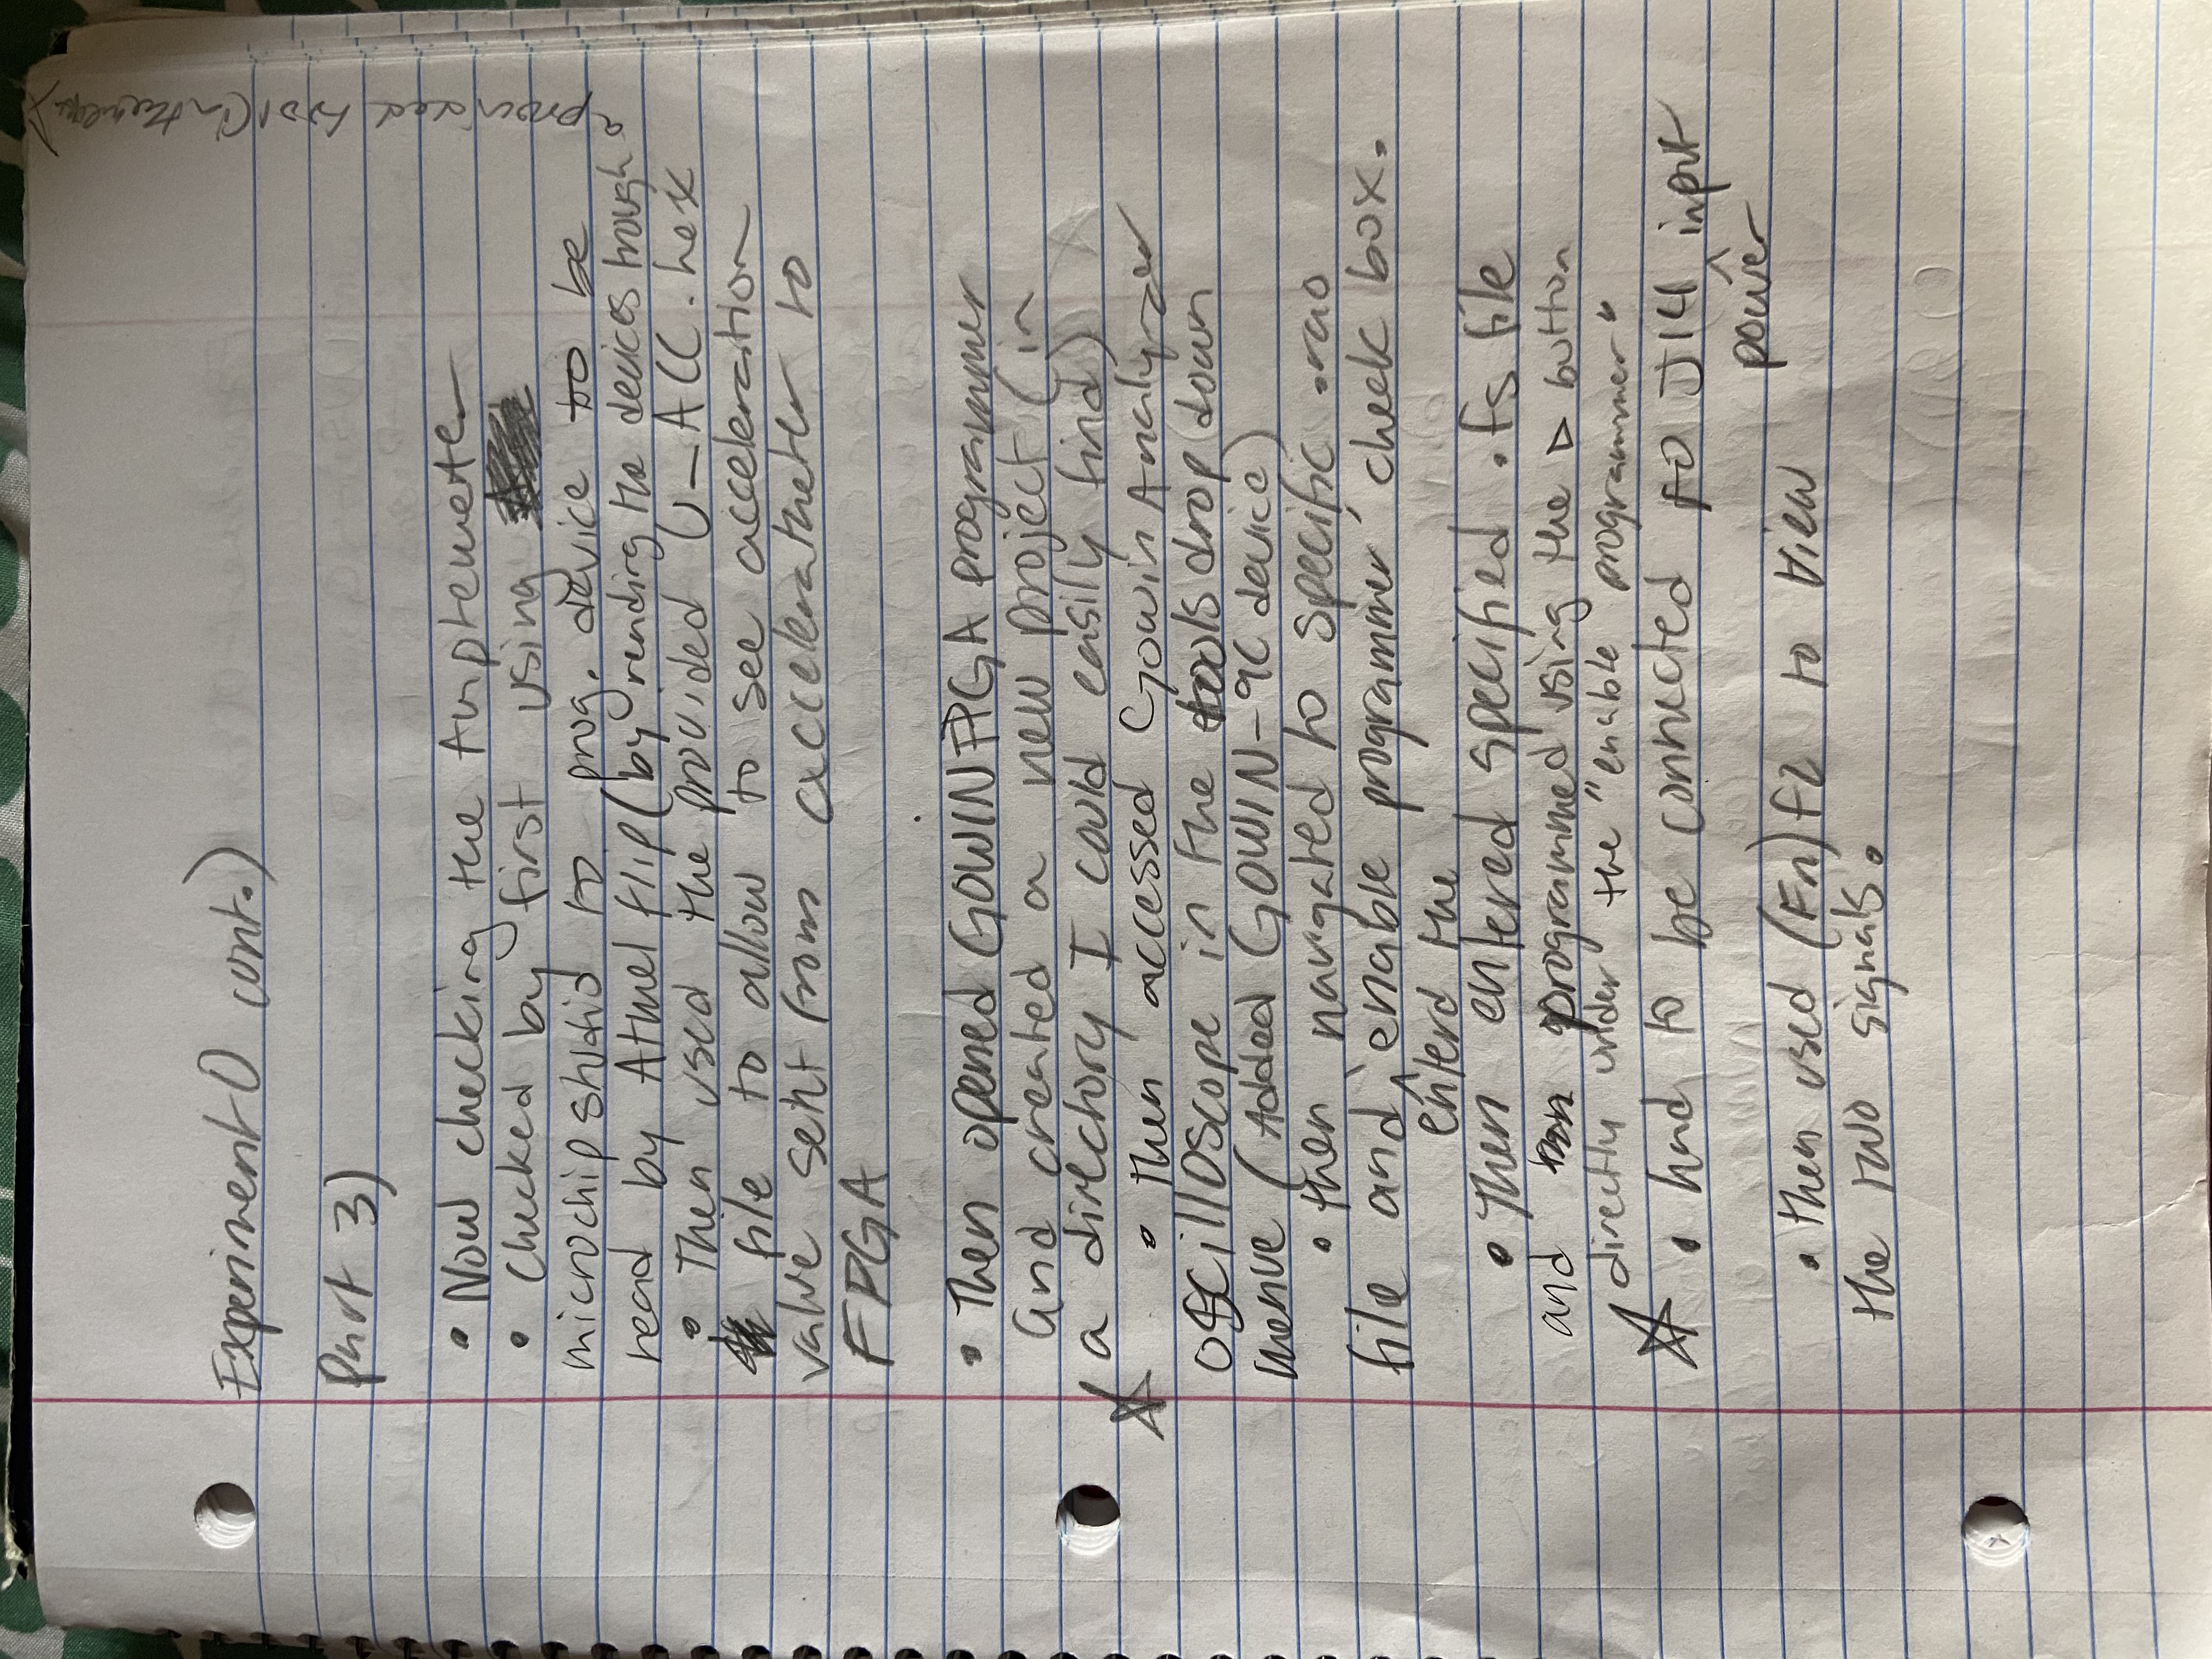 Experiment 0 cont.)
Part 3)
• Now checking the
• checked by first using
microchip studio to prog. device to be
read by Atmel flip (by reading the devices trough
a provided tool (in the
• Then used the provided U_ACC.hex
file to allow to see acceleration
value sent from to
FPGA
• Then opened GOWIN FPGA programmer
and created a new project (in
a directory I could easily find)
☆ • Then accessed Gowin Analyzer
oscilloscope in the tools drop down
menue (Added GOWIN-9C device)
• then navigated to specific .rao
file and ^ 'enable programmer' check box.
enterd the
• Then entered specified .fs file
and programmed using the ▷ button
directly under the "enable programmer"
☆ • had to be connected to J14 ^ input
power
• then used (Fn) f2 to view
the two signals.